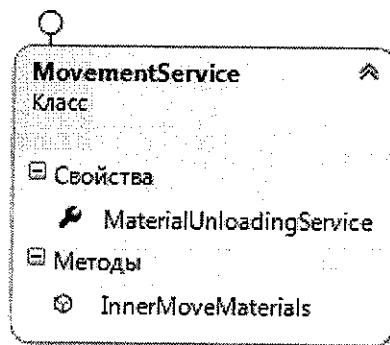 MovementService
Класс
Свойства
MaterialUnloadingService
Методы
InnerMoveMaterials